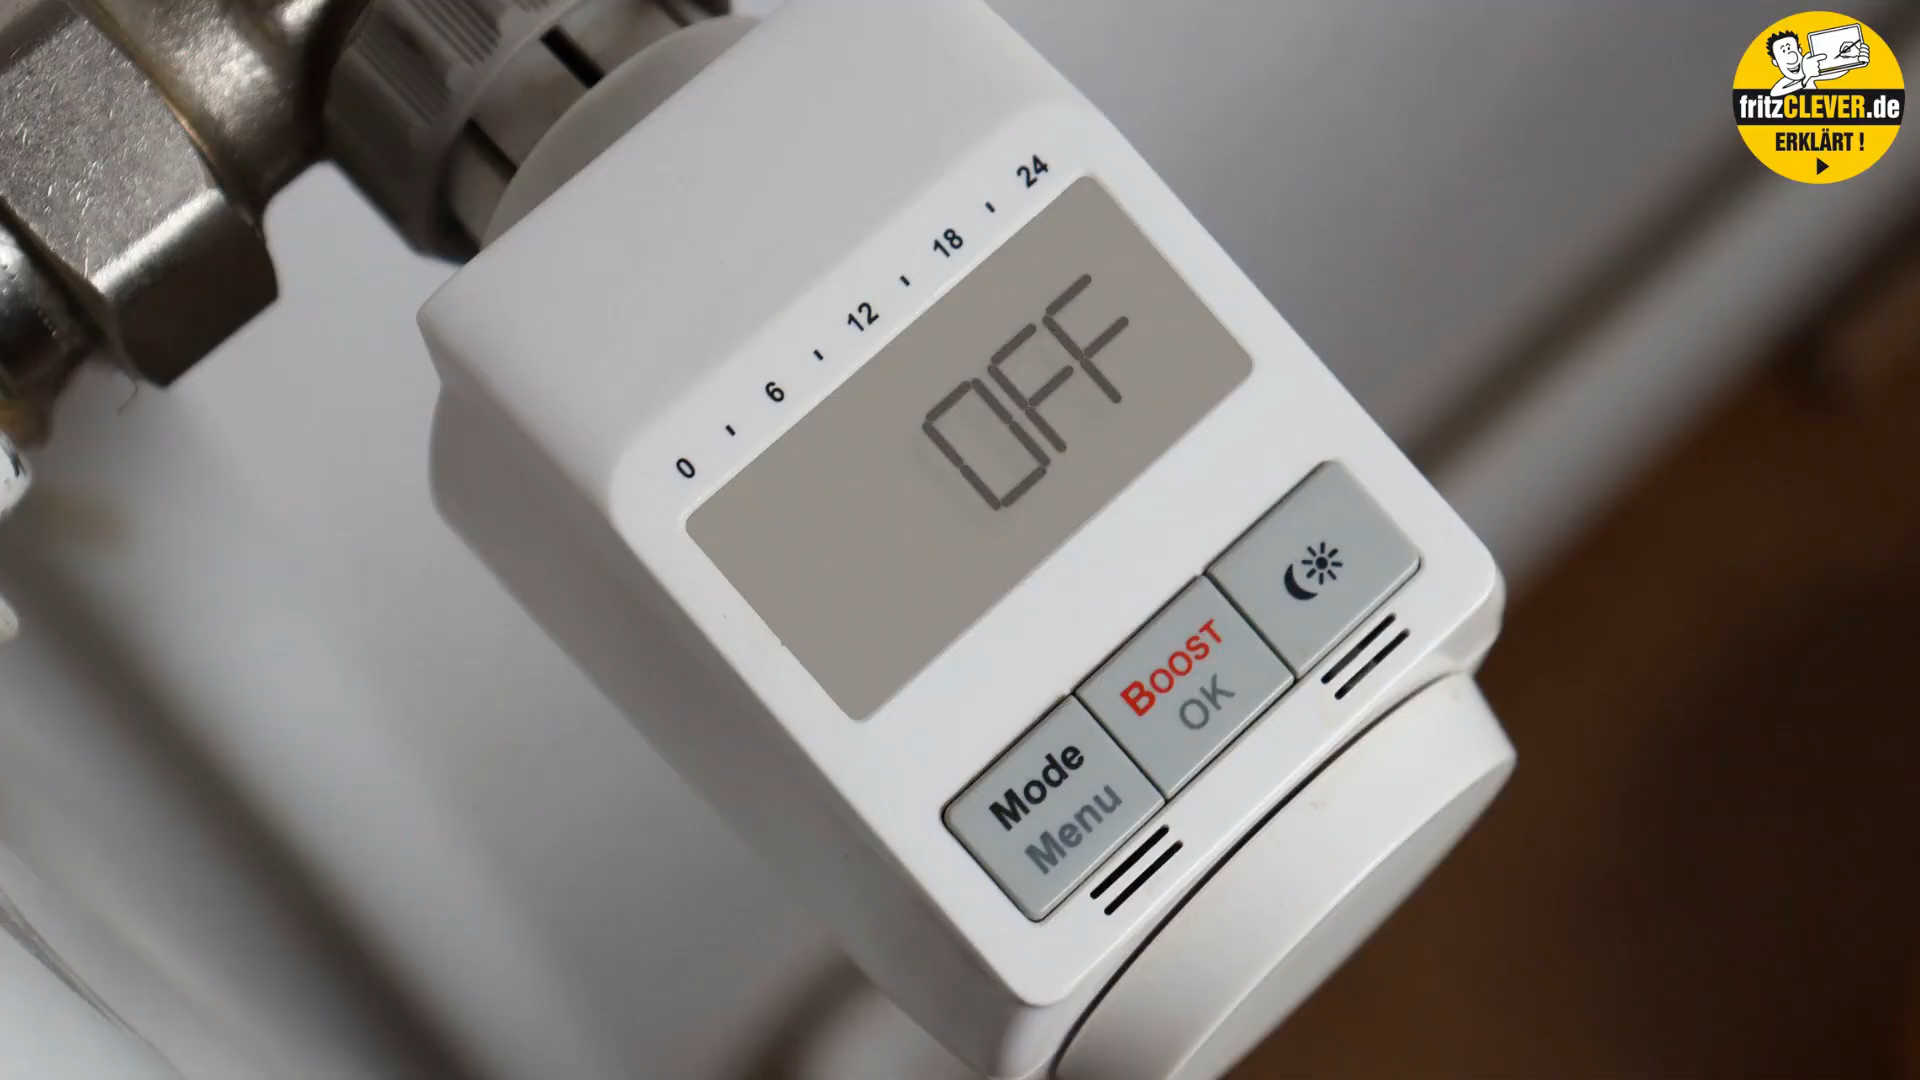 fritzCLEVER.de
ERKLÄRT !
0 6 12 18 24
OFF
Mode
Menu
BOOST
OK